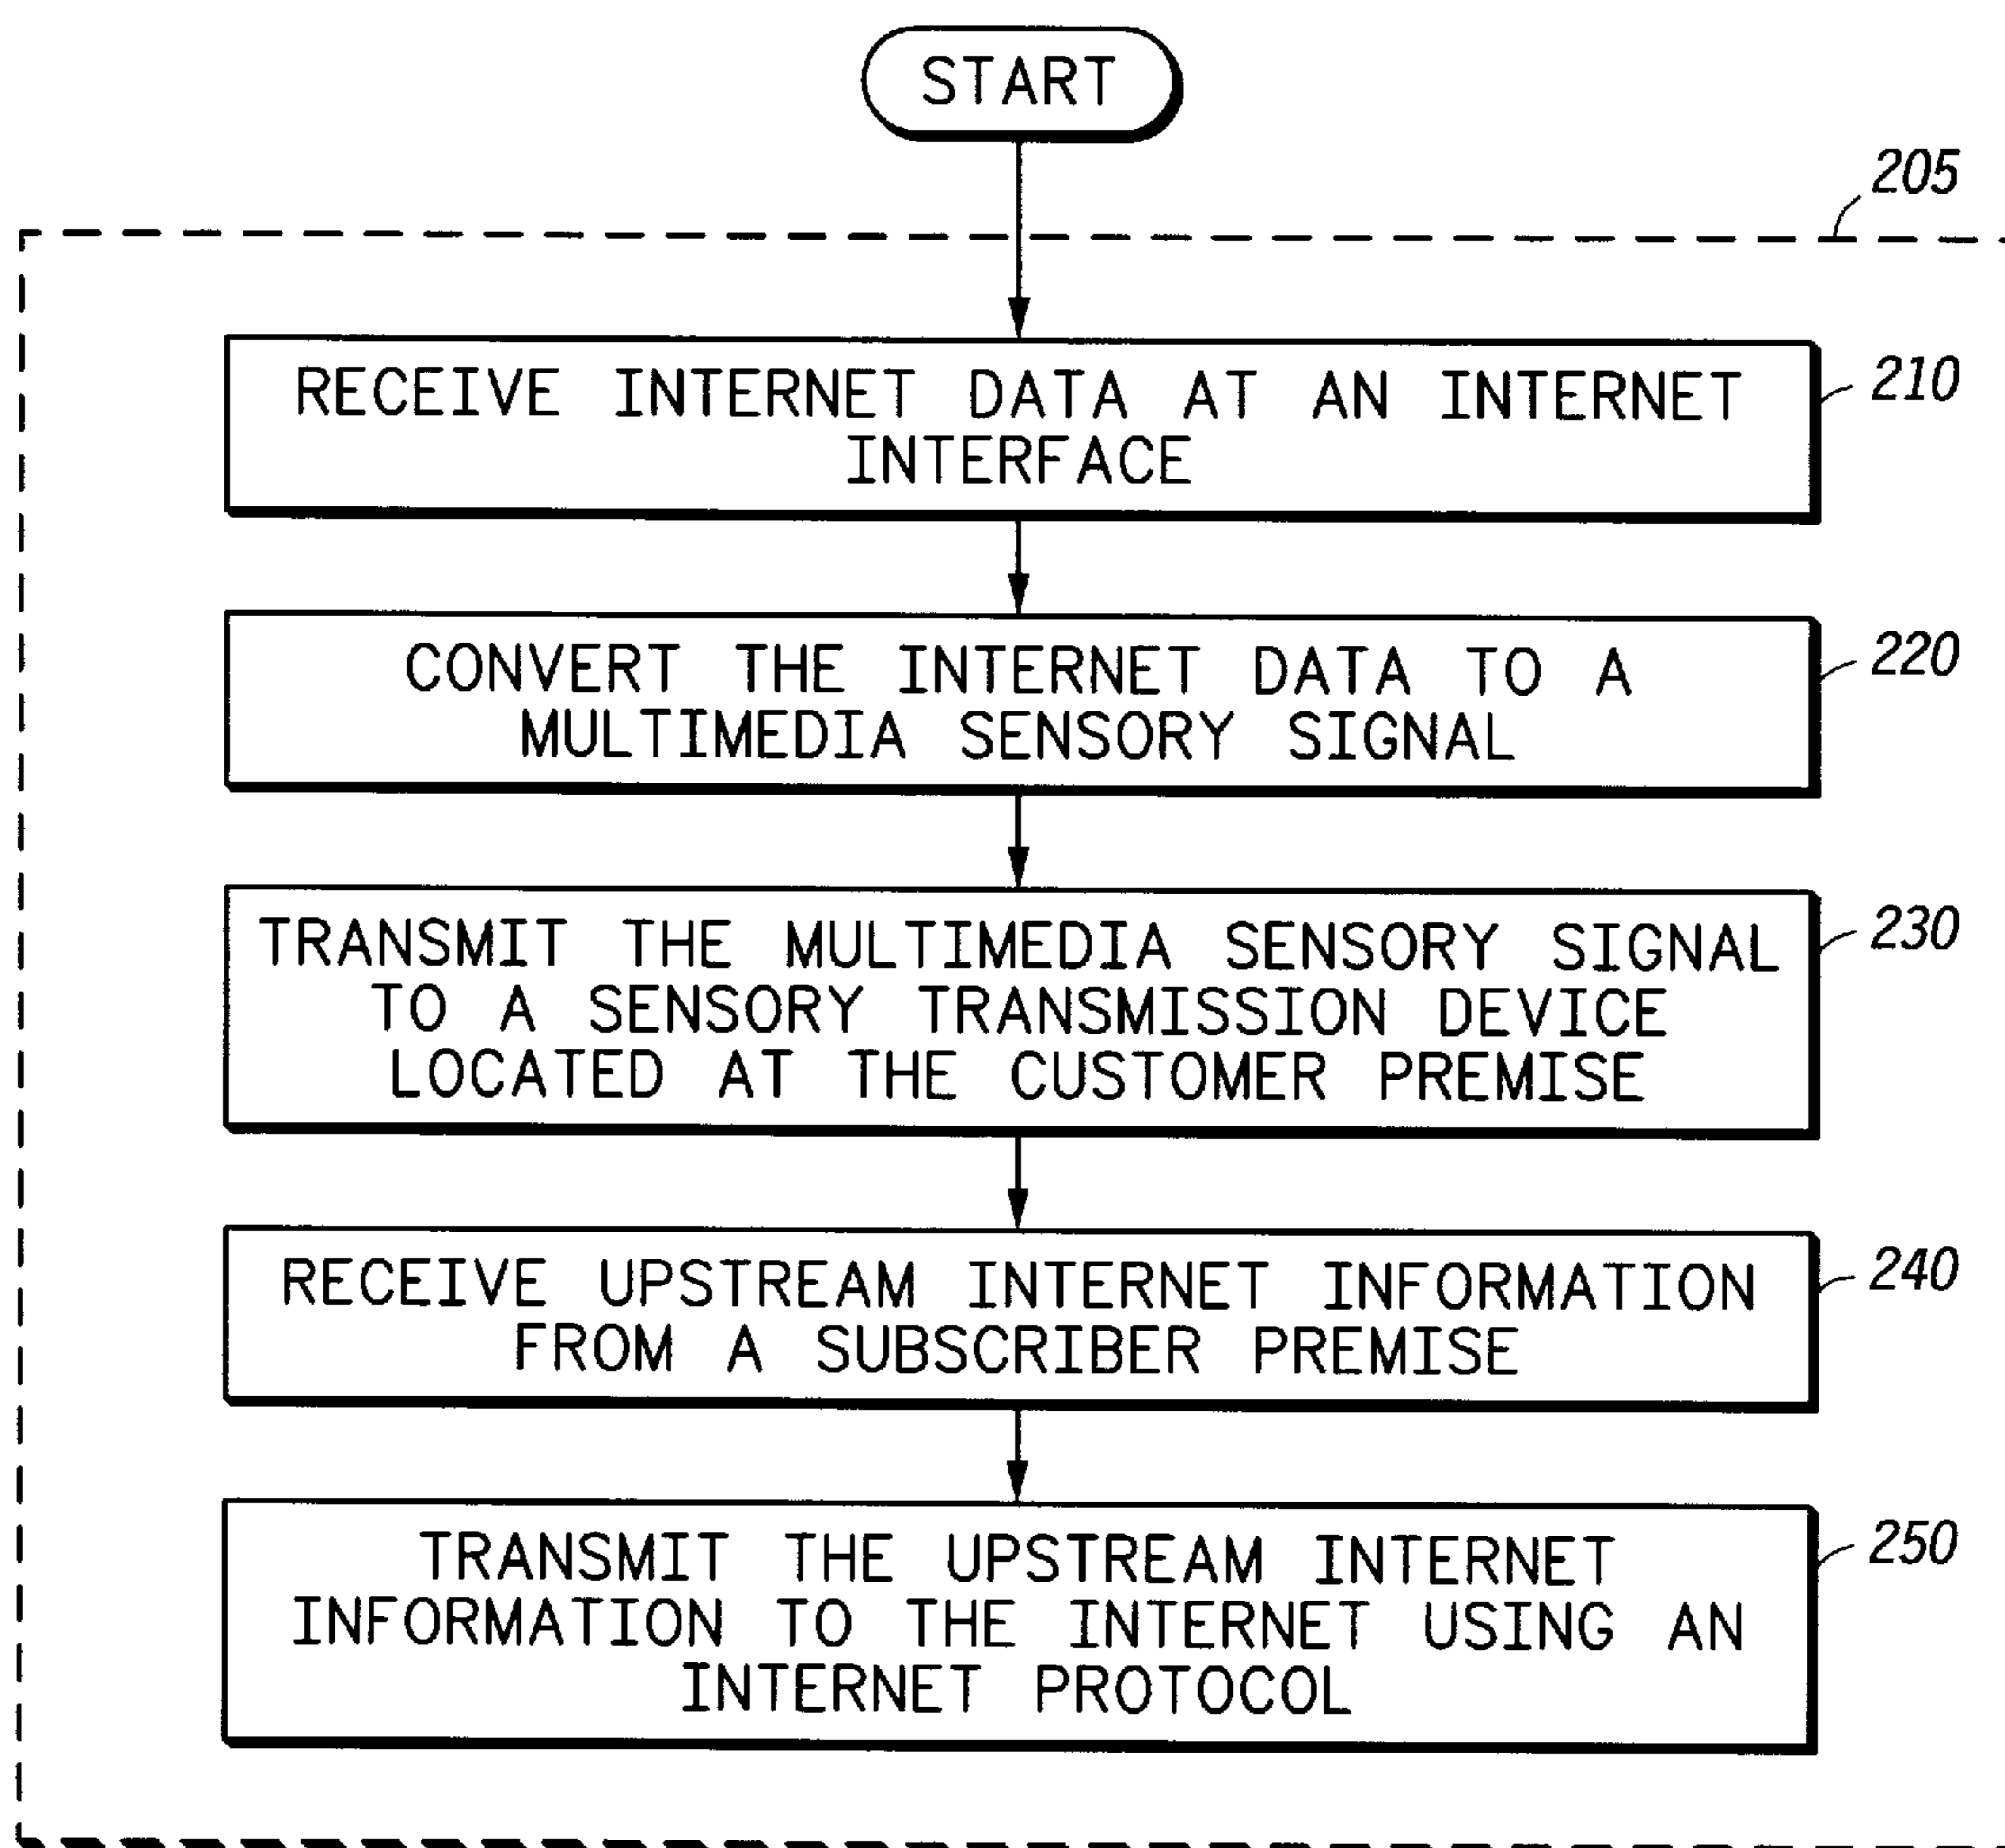 START
205
RECEIVE INTERNET DATA AT AN INTERNET
INTERFACE
210
CONVERT THE INTERNET DATA TO A
MULTIMEDIA SENSORY SIGNAL
220
TRANSMIT THE MULTIMEDIA SENSORY SIGNAL
TO A SENSORY TRANSMISSION DEVICE
LOCATED AT THE CUSTOMER PREMISE
230
RECEIVE UPSTREAM INTERNET INFORMATION
FROM A SUBSCRIBER PREMISE
240
TRANSMIT THE UPSTREAM INTERNET
INFORMATION TO THE INTERNET USING AN
INTERNET PROTOCOL
250